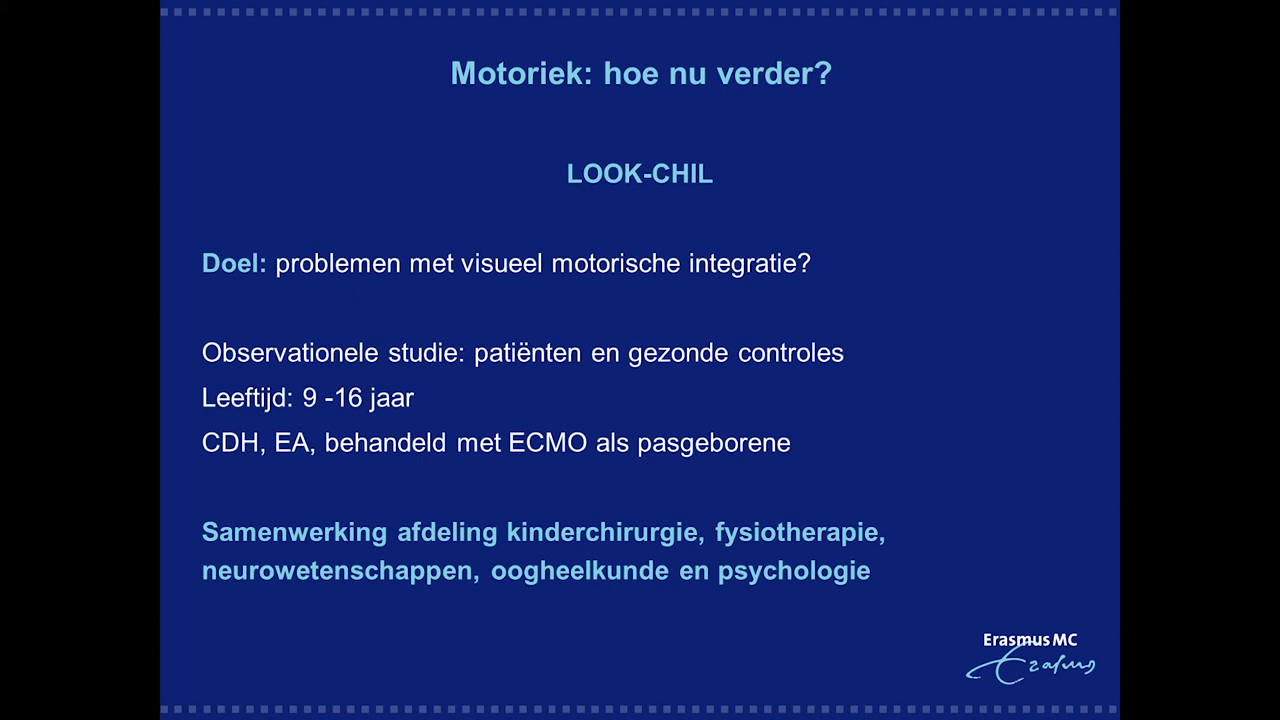 Motoriek: hoe nu verder?
LOOK-CHIL
Doel: problemen met visueel motorische integratie?
Observationele studie: patiënten en gezonde controles
Leeftijd: 9 -16 jaar
CDH, EA, behandeld met ECMO als pasgeborene
Samenwerking afdeling kinderchirurgie, fysiotherapie,
neurowetenschappen, oogheelkunde en psychologie
Erasmus MC
Erasmus